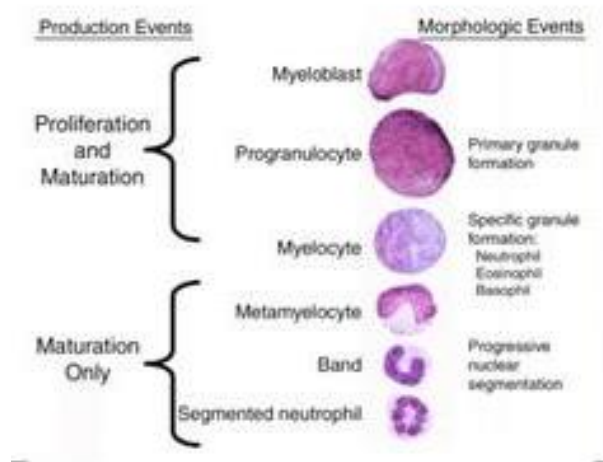 Production Events
Morphologic Events
Myeloblast
Proliferation
and
Maturation
Progranulocyte
Primary granule
formation
Myelocyte
Specific granule
formation:
Neutrophil
Eosinophil
Basophil
Metamyelocyte
Maturation
Only
Band
Progressive
nuclear
segmentation
Segmented neutrophil